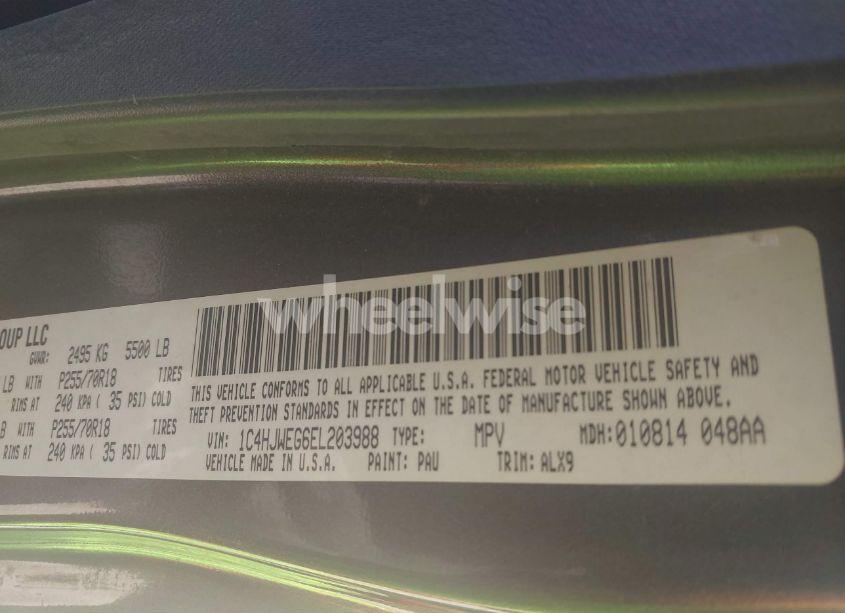 OUP LLC
GVWR: 2495 KG 5500 LB
LB WITH P255/70R18 TIRES
RIMS AT 240 KPA ( 35 PSI) COLD
B WITH P255/70R18 TIRES
RIMS AT 240 KPA ( 35 PSI) COLD
wheelwise
THIS VEHICLE CONFORMS TO ALL APPLICABLE U.S.A. FEDERAL MOTOR VEHICLE SAFETY AND
THEFT PREVENTION STANDARDS IN EFFECT ON THE DATE OF MANUFACTURE SHOWN ABOVE.
VIN: 1C4HJWEG6EL203988 TYPE: MPV MDH: 010814 048AA
VEHICLE MADE IN U.S.A. PAINT: PAU TRIM: ALX9